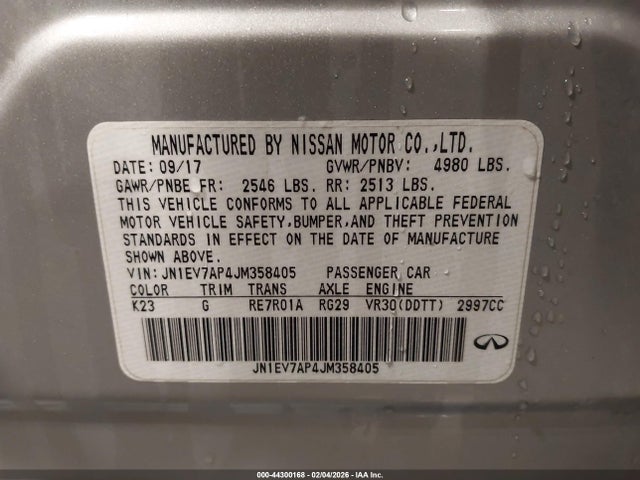 MANUFACTURED BY NISSAN MOTOR CO.,LTD.
DATE: 09/17 GVWR/PNBV: 4980 LBS.
GAWR/PNBE FR: 2546 LBS. RR: 2513 LBS.
THIS VEHICLE CONFORMS TO ALL APPLICABLE FEDERAL
MOTOR VEHICLE SAFETY,BUMPER,AND THEFT PREVENTION
STANDARDS IN EFFECT ON THE DATE OF MANUFACTURE
SHOWN ABOVE.
VIN: JN1EV7AP4JM358405 PASSENGER CAR
COLOR TRIM TRANS AXLE ENGINE
K23 G RE7R01A RG29 VR30(DDTT) 2997CC
JN1EV7AP4JM358405
000-44300168 - 02/04/2026 - IAA Inc.